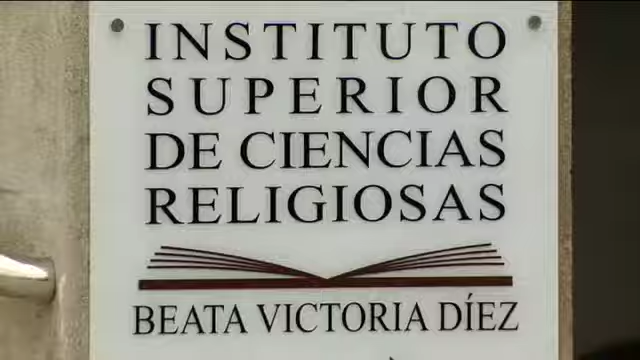 INSTITUTO
SUPERIOR
DE CIENCIAS
RELIGIOSAS
BEATA VICTORIA DÍEZ